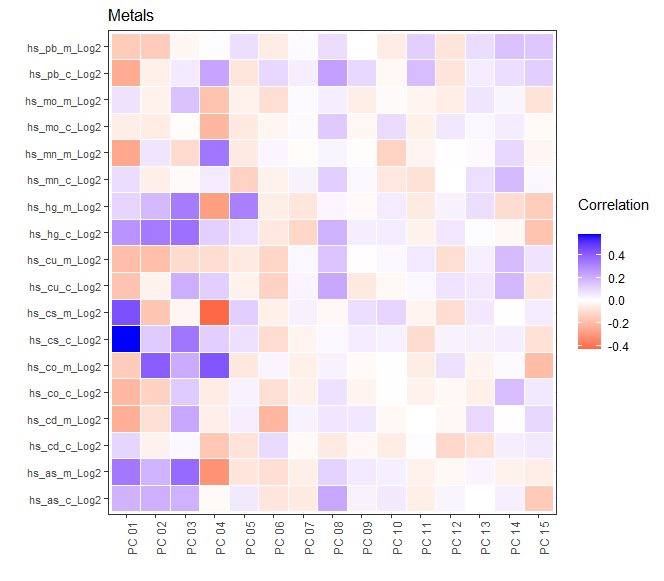 Metals
hs_pb_m_Log2
hs_pb_c_Log2
hs_mo_m_Log2
hs_mo_c_Log2
hs_mn_m_Log2
hs_mn_c_Log2
hs_hg_m_Log2
hs_hg_c_Log2
hs_cu_m_Log2
hs_cu_c_Log2
hs_cs_m_Log2
hs_cs_c_Log2
hs_co_m_Log2
hs_co_c_Log2
hs_cd_m_Log2
hs_cd_c_Log2
hs_as_m_Log2
hs_as_c_Log2
PC 01
PC 02
PC 03
PC 04
PC 05
PC 06
PC 07
PC 08
PC 09
PC 10
PC 11
PC 12
PC 13
PC 14
PC 15
Correlation
0.4
0.2
0.0
-0.2
-0.4